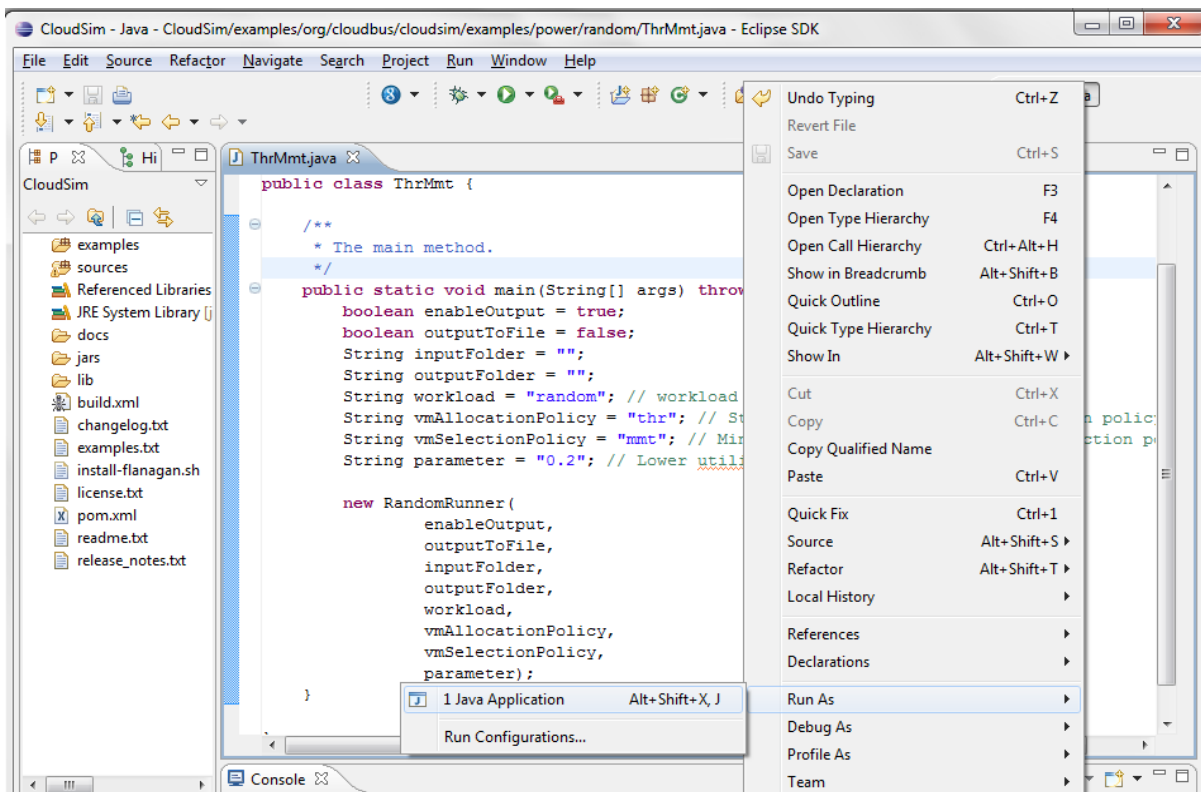 CloudSim - Java - CloudSim/examples/org/cloudbus/cloudsim/examples/power/random/ThrMmt.java - Eclipse SDK
File Edit Source Refactor Navigate Search Project Run Window Help
P Hi
CloudSim
examples
sources
Referenced Libraries
JRE System Library [j
docs
jars
lib
build.xml
changelog.txt
examples.txt
install-flanagan.sh
license.txt
pom.xml
readme.txt
release_notes.txt
ThrMmt.java
public class ThrMmt {
/**
* The main method.
*/
public static void main(String[] args) throw
boolean enableOutput = true;
boolean outputToFile = false;
String inputFolder = "";
String outputFolder = "";
String workload = "random"; // workload
String vmAllocationPolicy = "thr"; // St n polic
String vmSelectionPolicy = "mmt"; // Min ction p
String parameter = "0.2"; // Lower utili
new RandomRunner(
enableOutput,
outputToFile,
inputFolder,
outputFolder,
workload,
vmAllocationPolicy,
vmSelectionPolicy,
parameter);
}
Console
Undo Typing Ctrl+Z
Revert File
Save Ctrl+S
Open Declaration F3
Open Type Hierarchy F4
Open Call Hierarchy Ctrl+Alt+H
Show in Breadcrumb Alt+Shift+B
Quick Outline Ctrl+O
Quick Type Hierarchy Ctrl+T
Show In Alt+Shift+W
Cut Ctrl+X
Copy Ctrl+C
Copy Qualified Name
Paste Ctrl+V
Quick Fix Ctrl+1
Source Alt+Shift+S
Refactor Alt+Shift+T
Local History
References
Declarations
Run As
Debug As
Profile As
Team
1 Java Application Alt+Shift+X, J
Run Configurations...